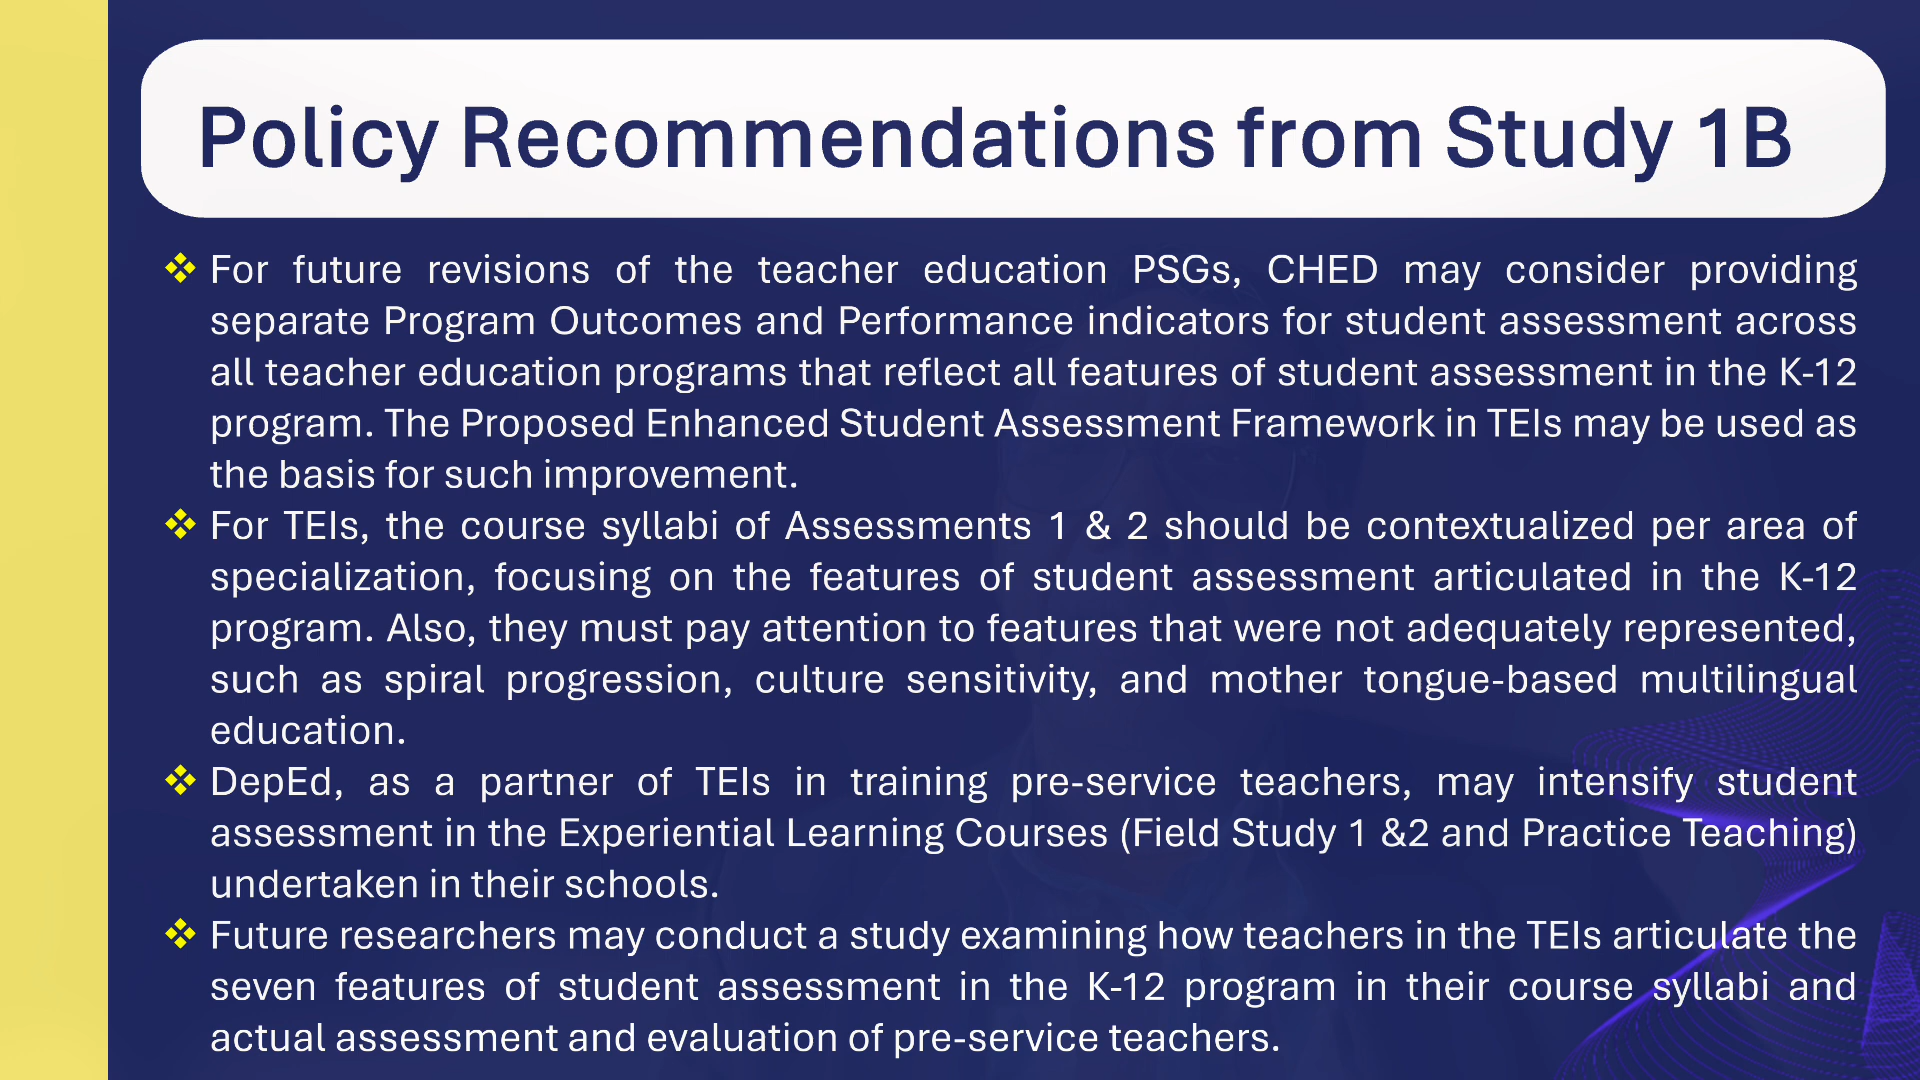 Policy Recommendations from Study 1B
❖ For future revisions of the teacher education PSGs, CHED may consider providing
separate Program Outcomes and Performance indicators for student assessment across
all teacher education programs that reflect all features of student assessment in the K-12
program. The Proposed Enhanced Student Assessment Framework in TEIs may be used as
the basis for such improvement.
❖ For TEIs, the course syllabi of Assessments 1 & 2 should be contextualized per area of
specialization, focusing on the features of student assessment articulated in the K-12
program. Also, they must pay attention to features that were not adequately represented,
such as spiral progression, culture sensitivity, and mother tongue-based multilingual
education.
❖ DepEd, as a partner of TEIs in training pre-service teachers, may intensify student
assessment in the Experiential Learning Courses (Field Study 1 &2 and Practice Teaching)
undertaken in their schools.
❖ Future researchers may conduct a study examining how teachers in the TEIs articulate the
seven features of student assessment in the K-12 program in their course syllabi and
actual assessment and evaluation of pre-service teachers.